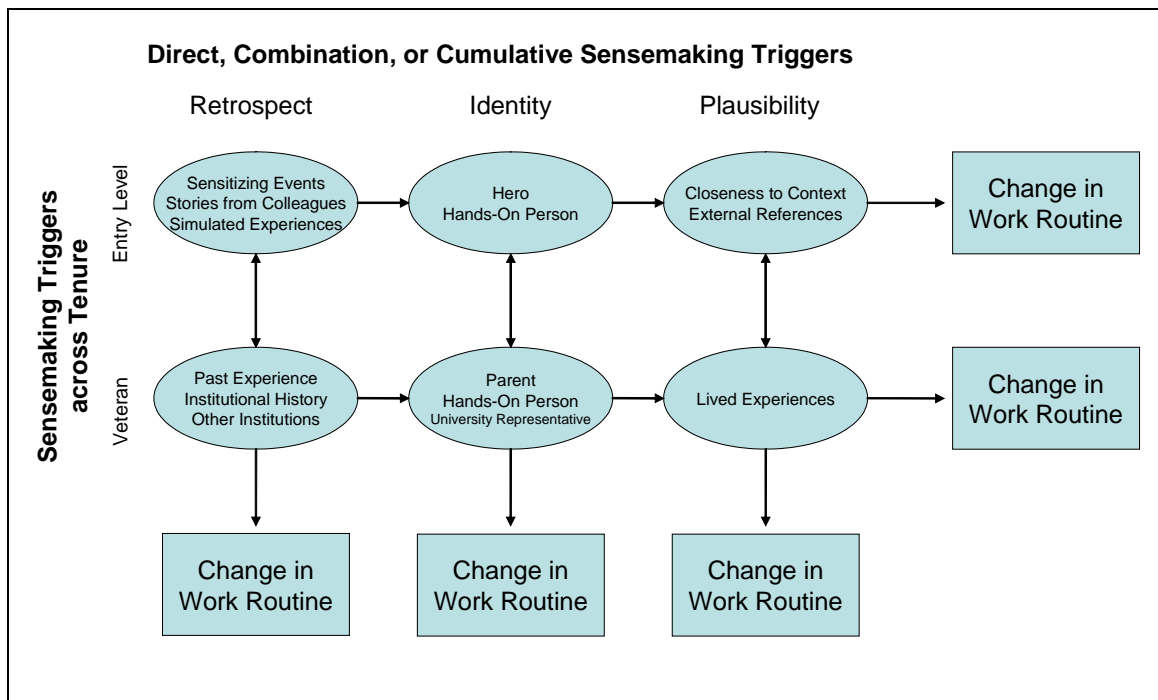 Direct, Combination, or Cumulative Sensemaking Triggers
Retrospect
Identity
Plausibility
Sensemaking Triggers
across Tenure
Entry Level
Sensitizing Events
Stories from Colleagues
Simulated Experiences
Hero
Hands-On Person
Closeness to Context
External References
Change in
Work Routine
Veteran
Past Experience
Institutional History
Other Institutions
Parent
Hands-On Person
University Representative
Lived Experiences
Change in
Work Routine
Change in
Work Routine
Change in
Work Routine
Change in
Work Routine